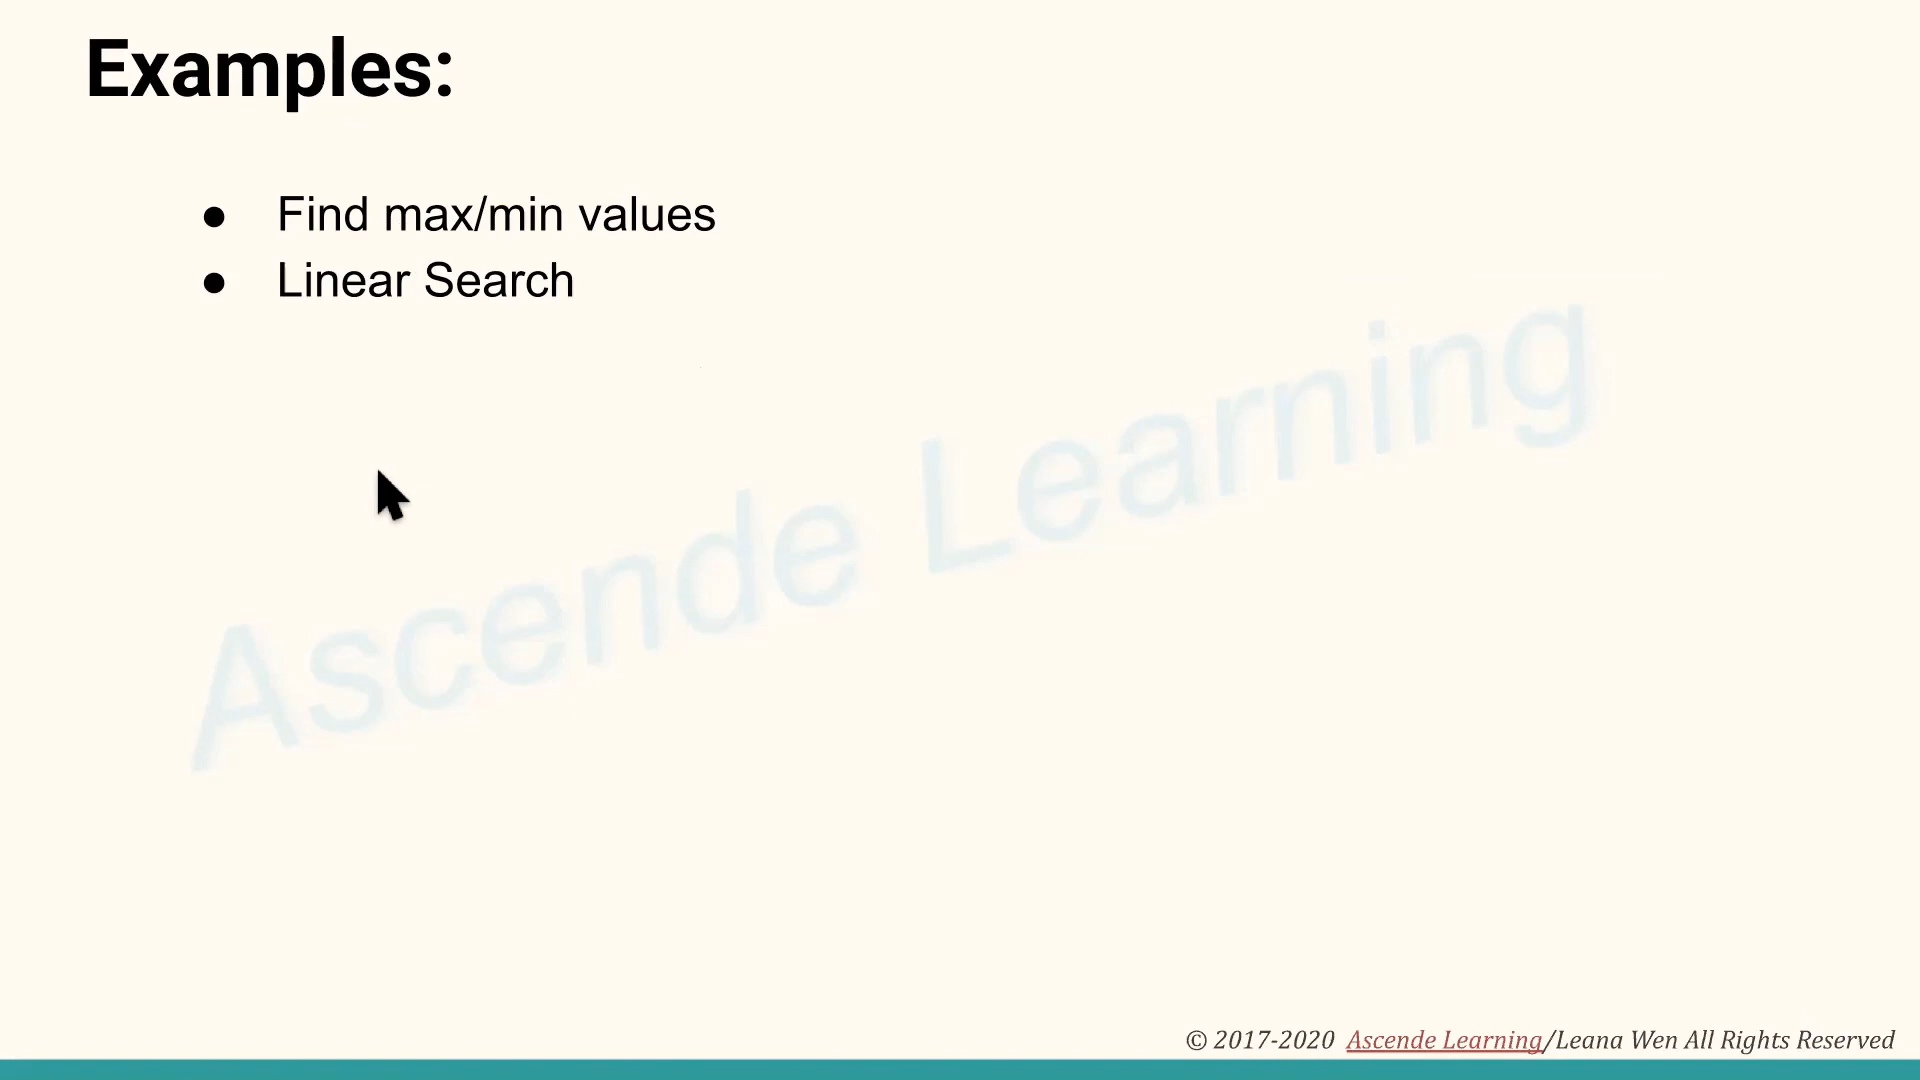 Examples:
● Find max/min values
● Linear Search
Ascende Learning
© 2017-2020 Ascende Learning/Leana Wen All Rights Reserved